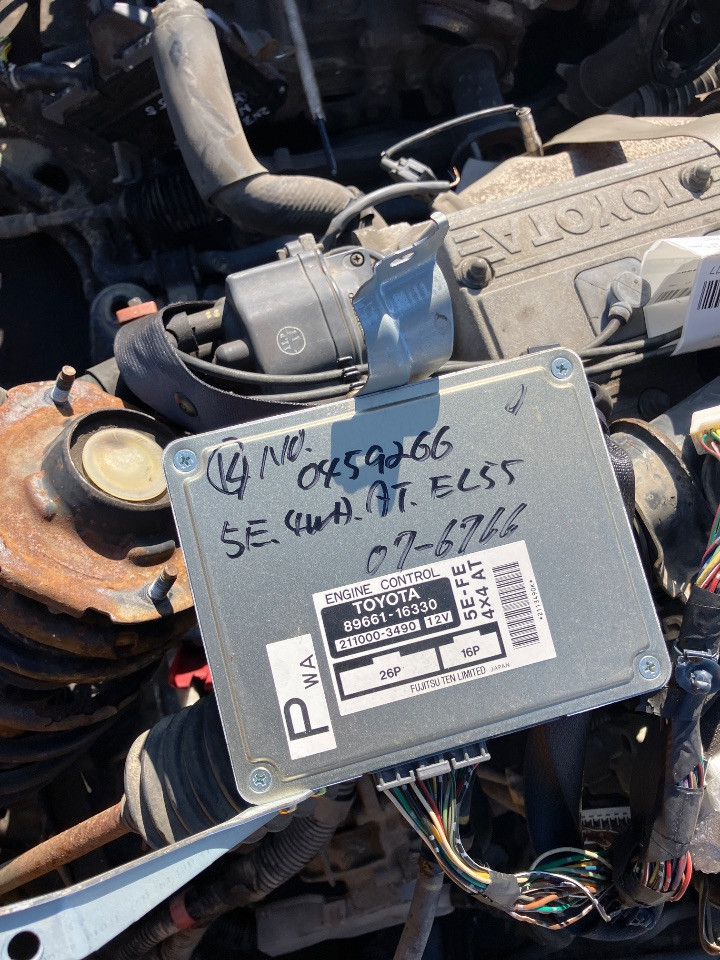 TOYOTA
⑭ NO. 0459266
5E. 4WD. AT. EL55
07-6766
ENGINE CONTROL
TOYOTA
89661-16330
211000-3490 12V
5E-FE
4X4 AT
26P
16P
FUJITSU TEN LIMITED JAPAN
P WA